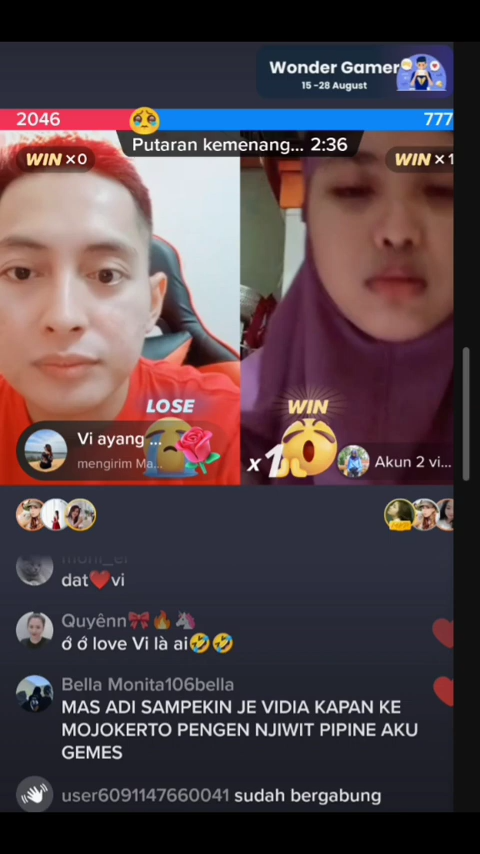 Wonder Gamer
15 -28 August
2046
777
Putaran kemenang... 2:36
WIN ×0
WIN × 1
LOSE
WIN
Vi ayang ...
mengirim Ma...
x1
Akun 2 vi...
dat❤️vi
Quyênn🎀🔥🦄
ớ ớ love Vi là ai🤣🤣
Bella Monita106bella
MAS ADI SAMPEKIN JE VIDIA KAPAN KE
MOJOKERTO PENGEN NJIWIT PIPINE AKU
GEMES
user6091147660041 sudah bergabung